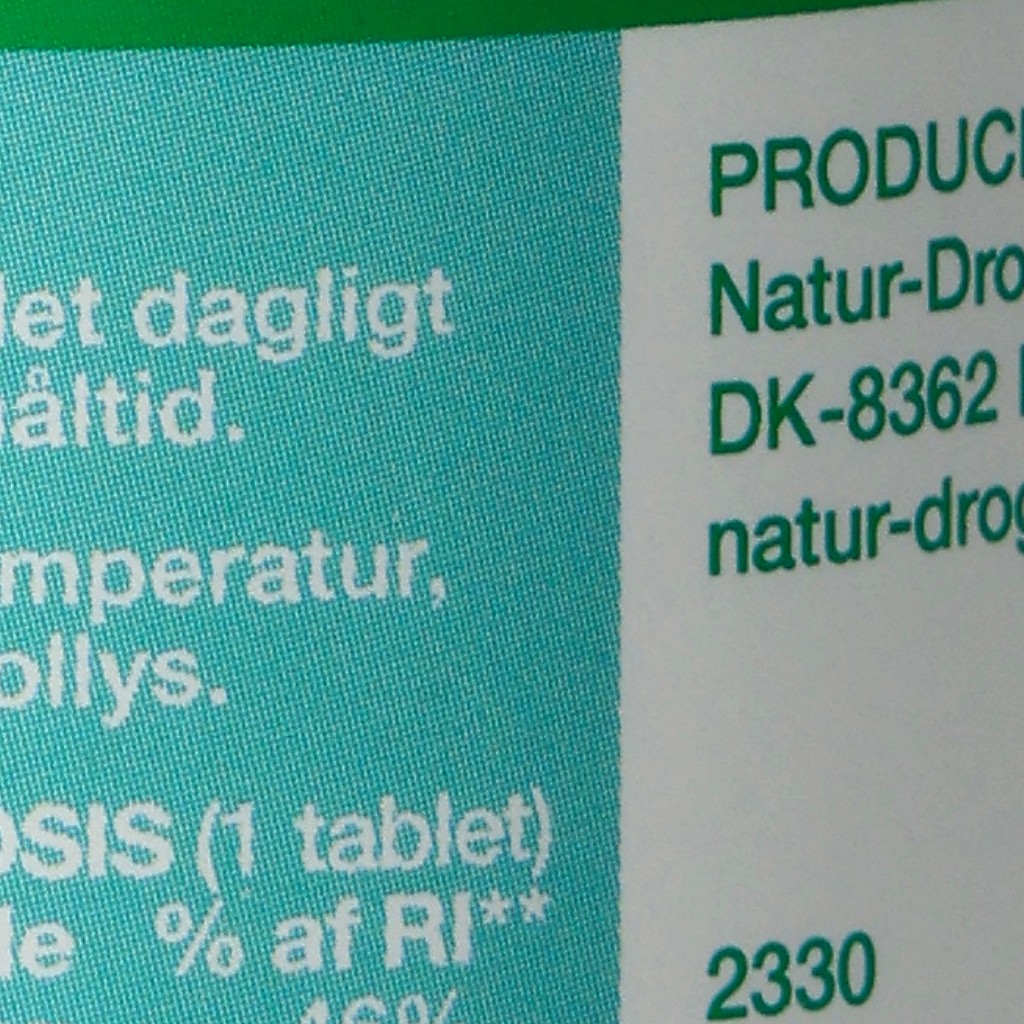 let dagligt
åltid.
mperatur,
ollys.
OSIS (1 tablet)
de % af RI**
46%
PRODUC
Natur-Dro
DK-8362
natur-drog
2330